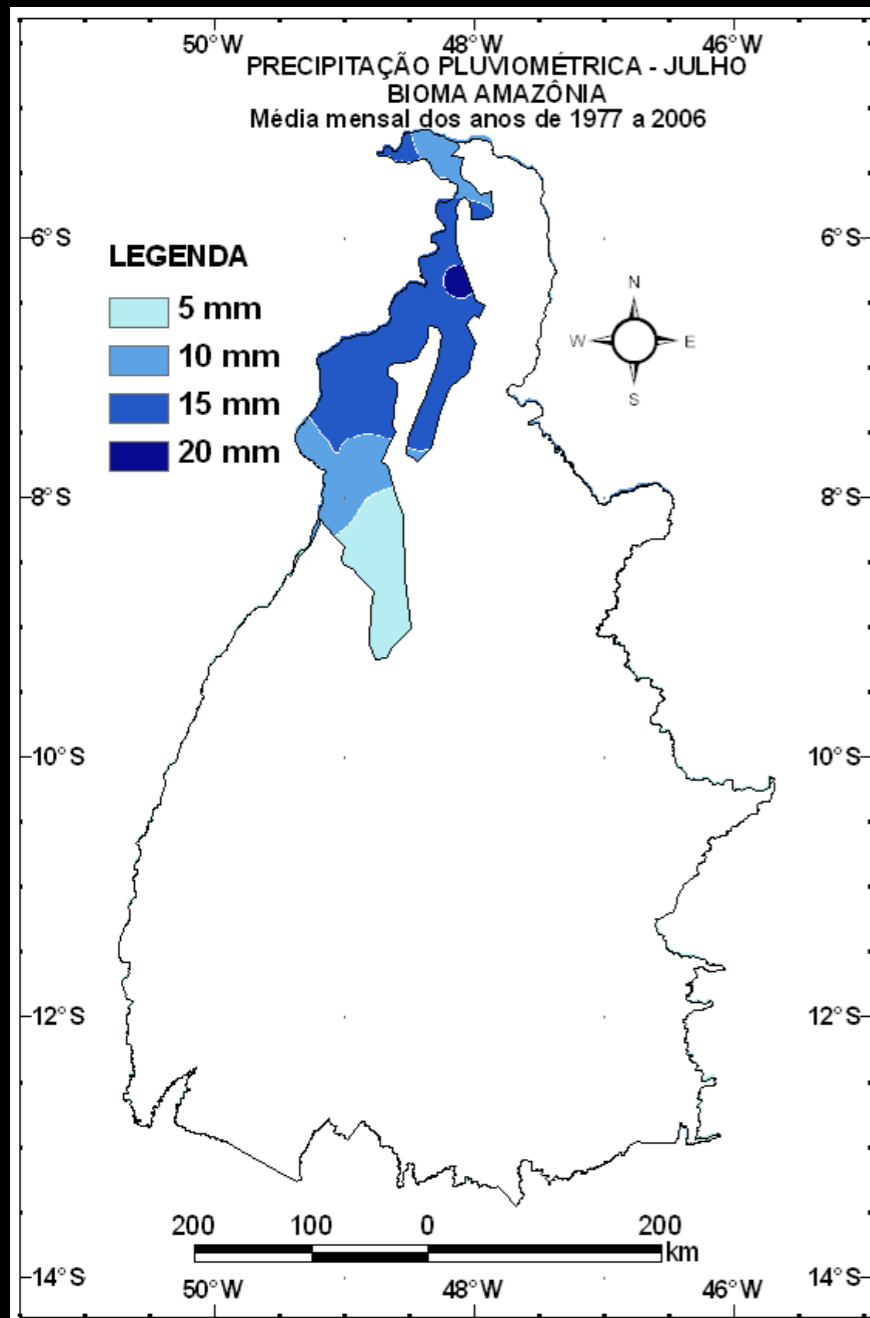 50°W 48°W 46°W
PRECIPITAÇÃO PLUVIOMÉTRICA - JULHO
BIOMA AMAZÔNIA
Média mensal dos anos de 1977 a 2006
6°S 6°S
LEGENDA
5 mm
10 mm
15 mm
20 mm
N
W E
S
8°S 8°S
10°S 10°S
12°S 12°S
200 100 0 200
km
14°S 14°S
50°W 48°W 46°W